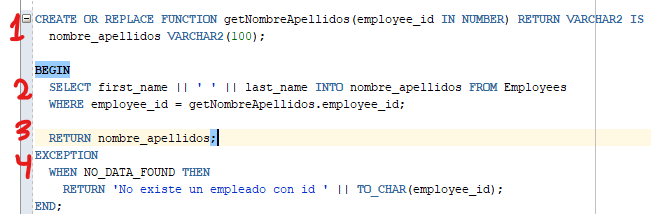 1 CREATE OR REPLACE FUNCTION getNombreApellidos(employee_id IN NUMBER) RETURN VARCHAR2 IS
nombre_apellidos VARCHAR2(100);
BEGIN
2 SELECT first_name || ' ' || last_name INTO nombre_apellidos FROM Employees
WHERE employee_id = getNombreApellidos.employee_id;
3 RETURN nombre_apellidos;
4 EXCEPTION
WHEN NO_DATA_FOUND THEN
RETURN 'No existe un empleado con id ' || TO_CHAR(employee_id);
END;